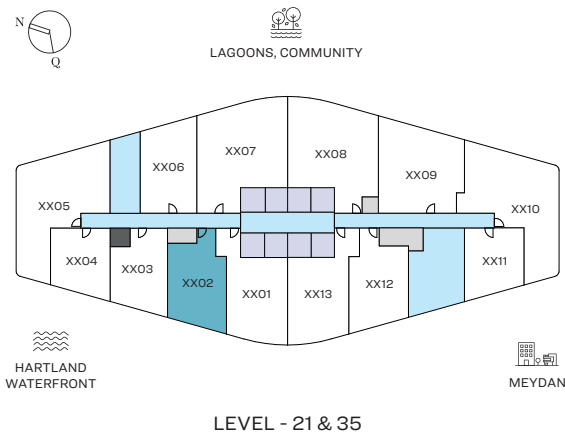 N
Q
LAGOONS, COMMUNITY
XX07
XX08
XX06
XX09
XX05
XX10
XX04
XX03
XX02
XX01
XX13
XX12
XX11
HARTLAND
WATERFRONT
MEYDAN
LEVEL - 21 & 35